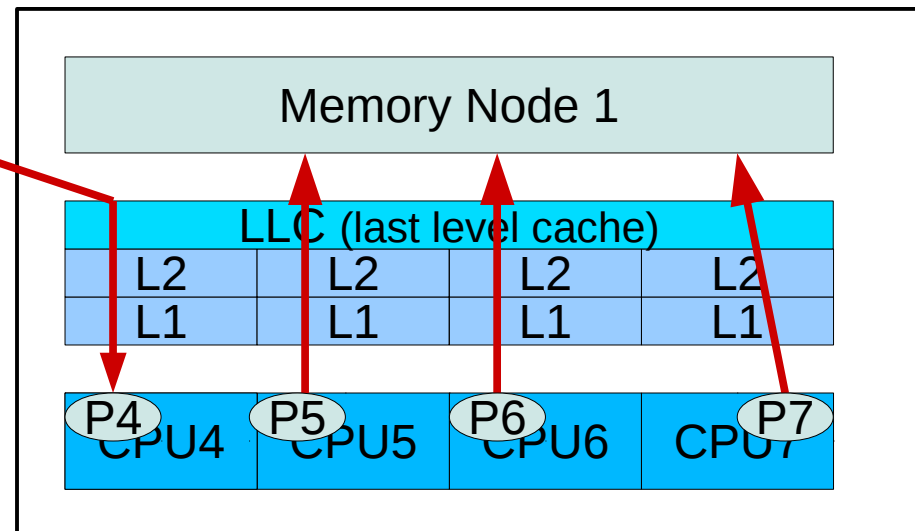 Memory Node 1
LLC (last level cache)
L2 L2 L2 L2
L1 L1 L1 L1
P4 P5 P6 P7
CPU4 CPU5 CPU6 CPU7